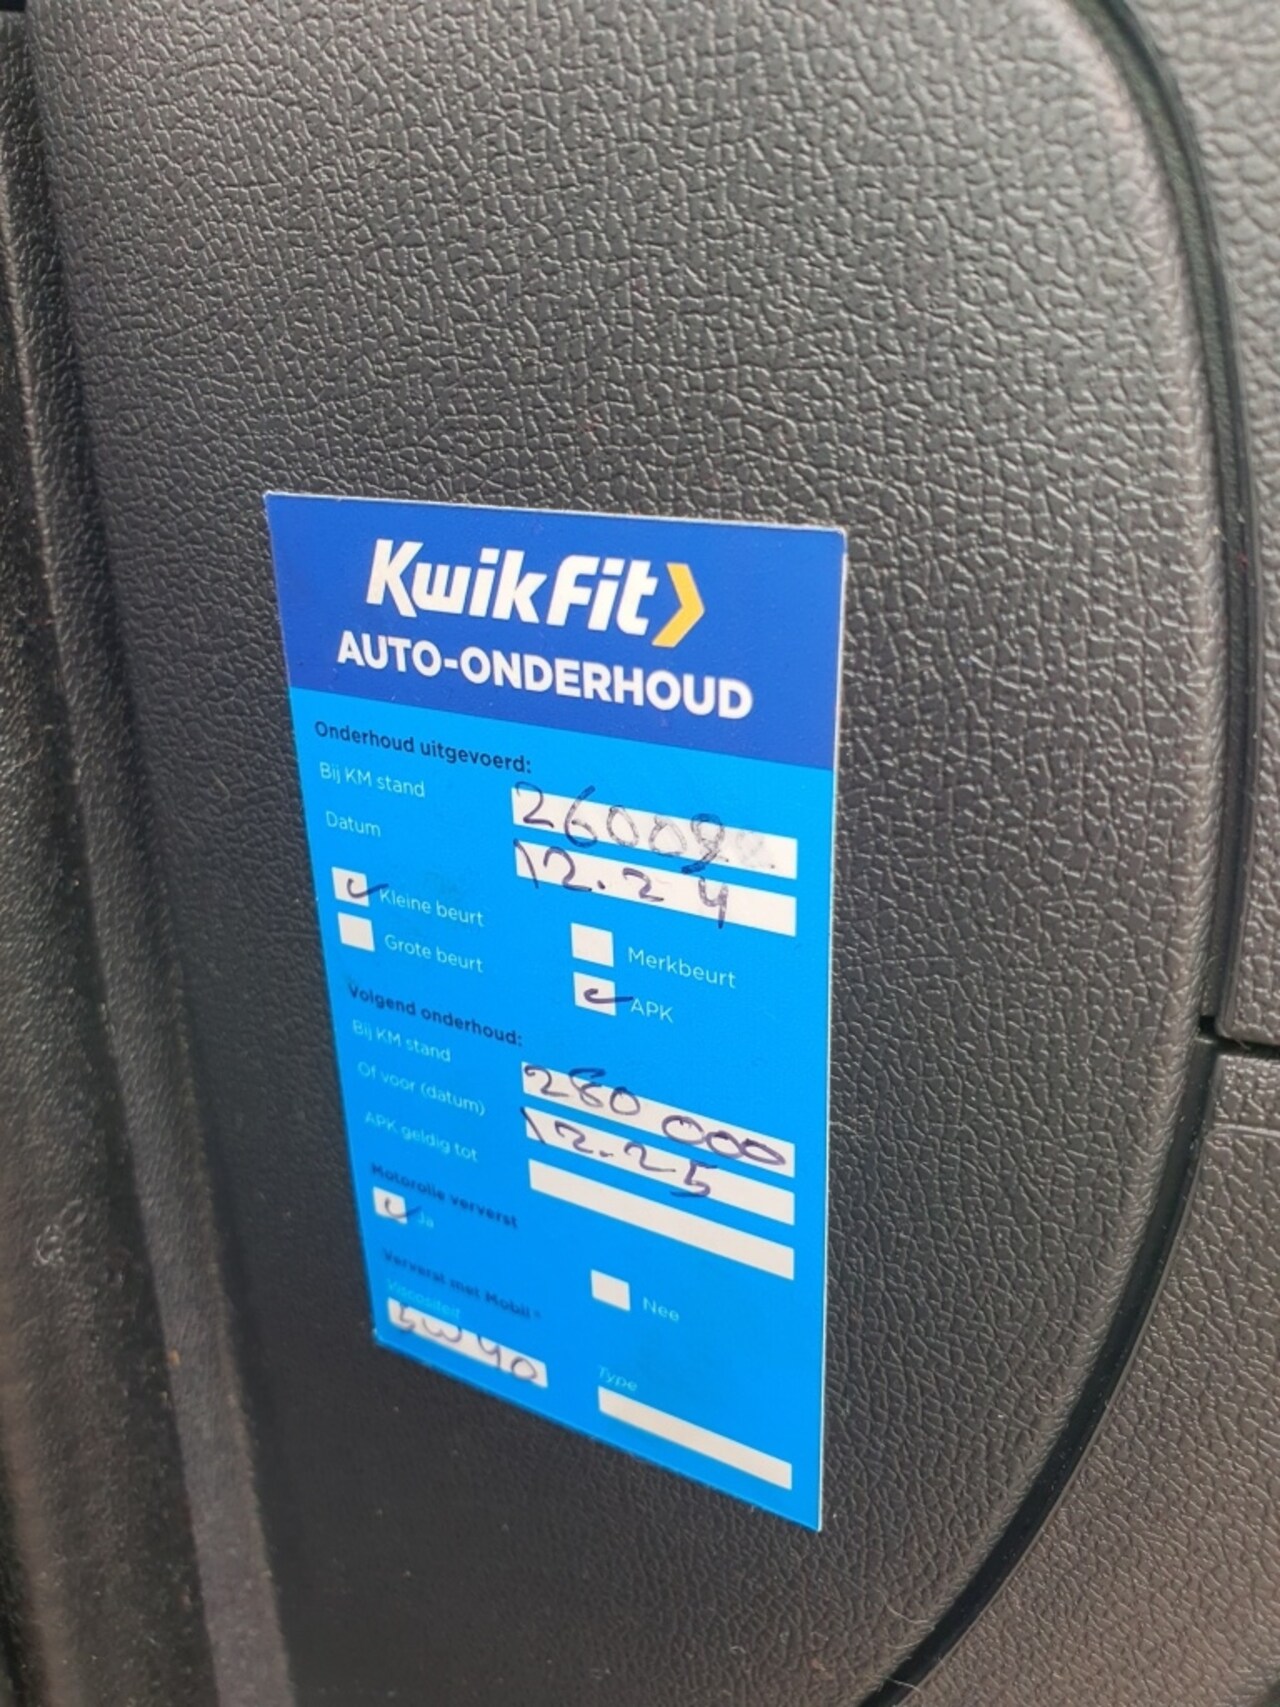 KwikFit
AUTO-ONDERHOUD
Onderhoud uitgevoerd:
Bij KM stand
Datum 12.24
Kleine beurt
Merkbeurt
Grote beurt
APK
Volgend onderhoud:
Bij KM stand 280 000
Of voor (datum) 12-25
APK geldig tot
Motorolie ververst
Ja
Nee
Ververst met Mobil
Viscositeit
Type
5W40